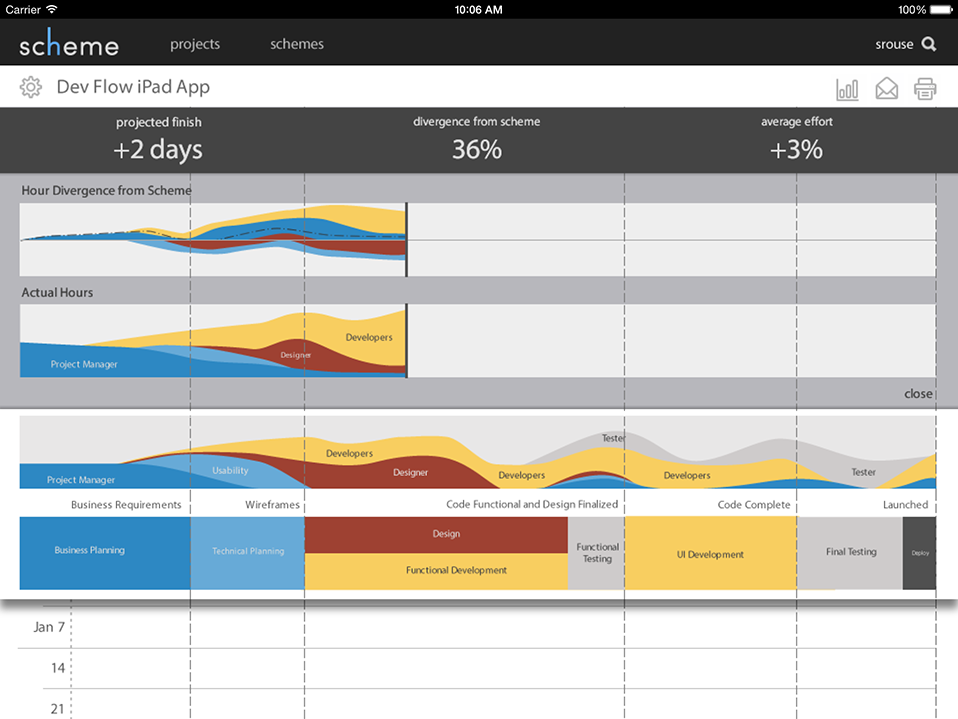 Carrier 10:06 AM 100%
scheme projects schemes srouse
Dev Flow iPad App
projected finish divergence from scheme average effort
+2 days 36% +3%
Hour Divergence from Scheme
Actual Hours
Developers
Designer
Project Manager
close
Tester
Developers
Usability Designer Developers Developers Tester
Project Manager
Business Requirements Wireframes Code Functional and Design Finalized Code Complete Launched
Design
Business Planning Technical Planning Functional Testing UI Development Final Testing Deploy
Functional Development
Jan 7
14
21